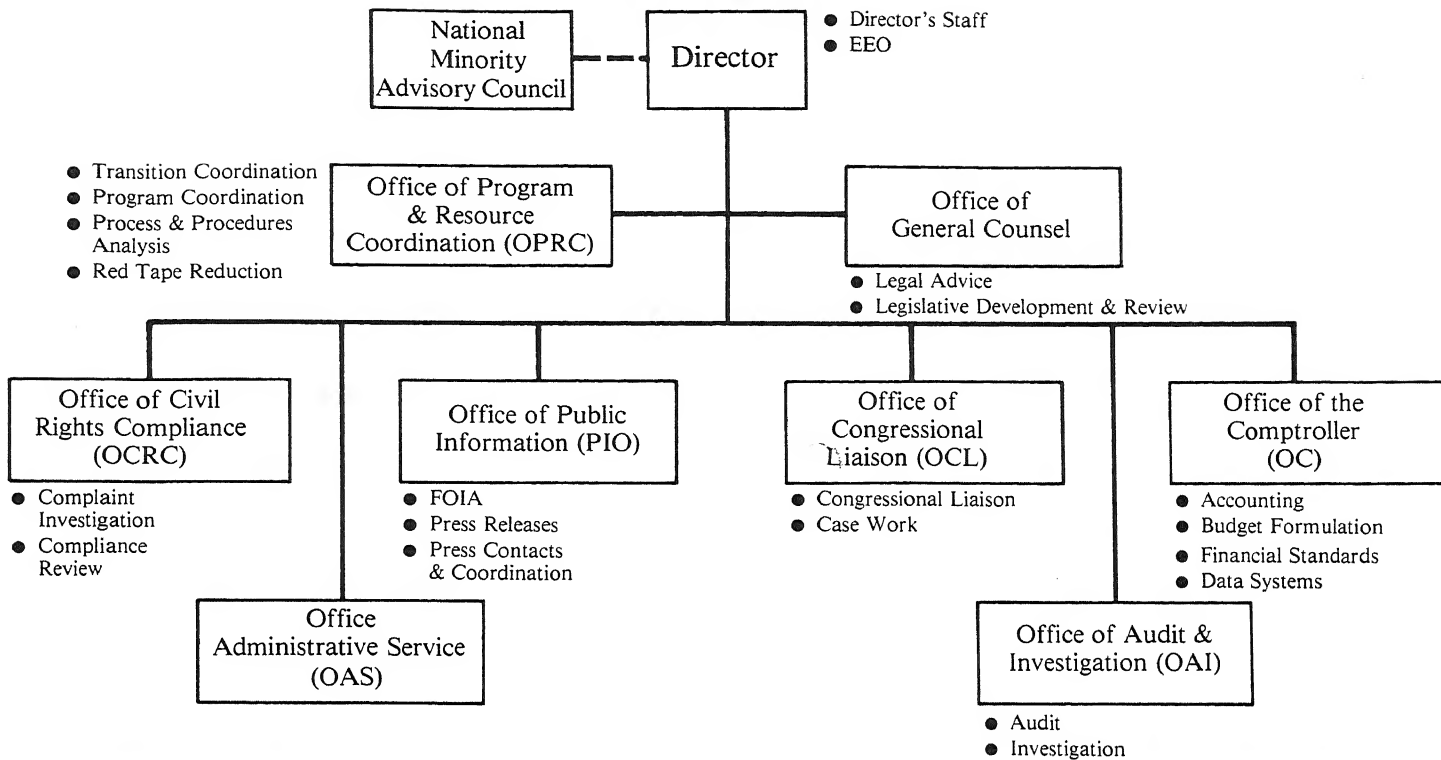 National
Minority
Advisory Council
Director
● Director's Staff
● EEO
● Transition Coordination
● Program Coordination
● Process & Procedures
Analysis
● Red Tape Reduction
Office of Program
& Resource
Coordination (OPRC)
Office of
General Counsel
● Legal Advice
● Legislative Development & Review
Office of Civil
Rights Compliance
(OCRC)
● Complaint
Investigation
● Compliance
Review
Office
Administrative Service
(OAS)
Office of Public
Information (PIO)
● FOIA
● Press Releases
● Press Contacts
& Coordination
Office of
Congressional
Liaison (OCL)
● Congressional Liaison
● Case Work
Office of Audit &
Investigation (OAI)
● Audit
● Investigation
Office of the
Comptroller
(OC)
● Accounting
● Budget Formulation
● Financial Standards
● Data Systems